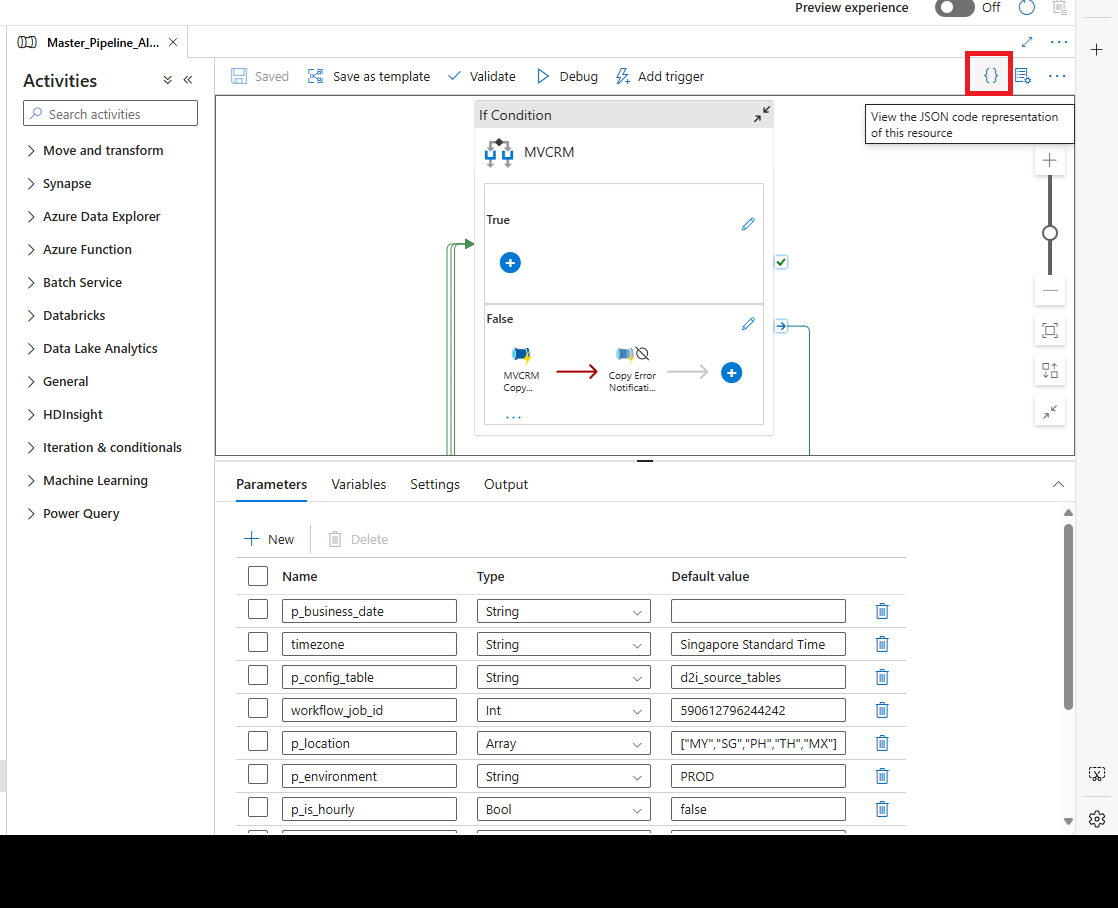 Preview experience
Off
Master_Pipeline_Al...
Activities
Saved
Save as template
Validate
Debug
Add trigger
{ }
View the JSON code representation
of this resource
Search activities
Move and transform
Synapse
Azure Data Explorer
Azure Function
Batch Service
Databricks
Data Lake Analytics
General
HDInsight
Iteration & conditionals
Machine Learning
Power Query
If Condition
MVCRM
True
False
MVCRM
Copy...
Copy Error
Notificati...
...
Parameters
Variables
Settings
Output
New
Delete
Name Type Default value
p_business_date String
timezone String Singapore Standard Time
p_config_table String d2i_source_tables
workflow_job_id Int 590612796244242
p_location Array ["MY","SG","PH","TH","MX"]
p_environment String PROD
p_is_hourly Bool false